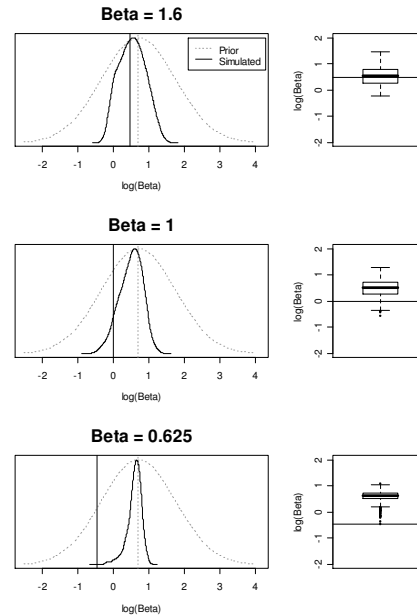 Beta = 1.6
Prior
Simulated
-2 -1 0 1 2 3 4
log(Beta)
log(Beta)
-2 -1 0 1 2
Beta = 1
-2 -1 0 1 2 3 4
log(Beta)
log(Beta)
-2 -1 0 1 2
Beta = 0.625
-2 -1 0 1 2 3 4
log(Beta)
log(Beta)
-2 -1 0 1 2